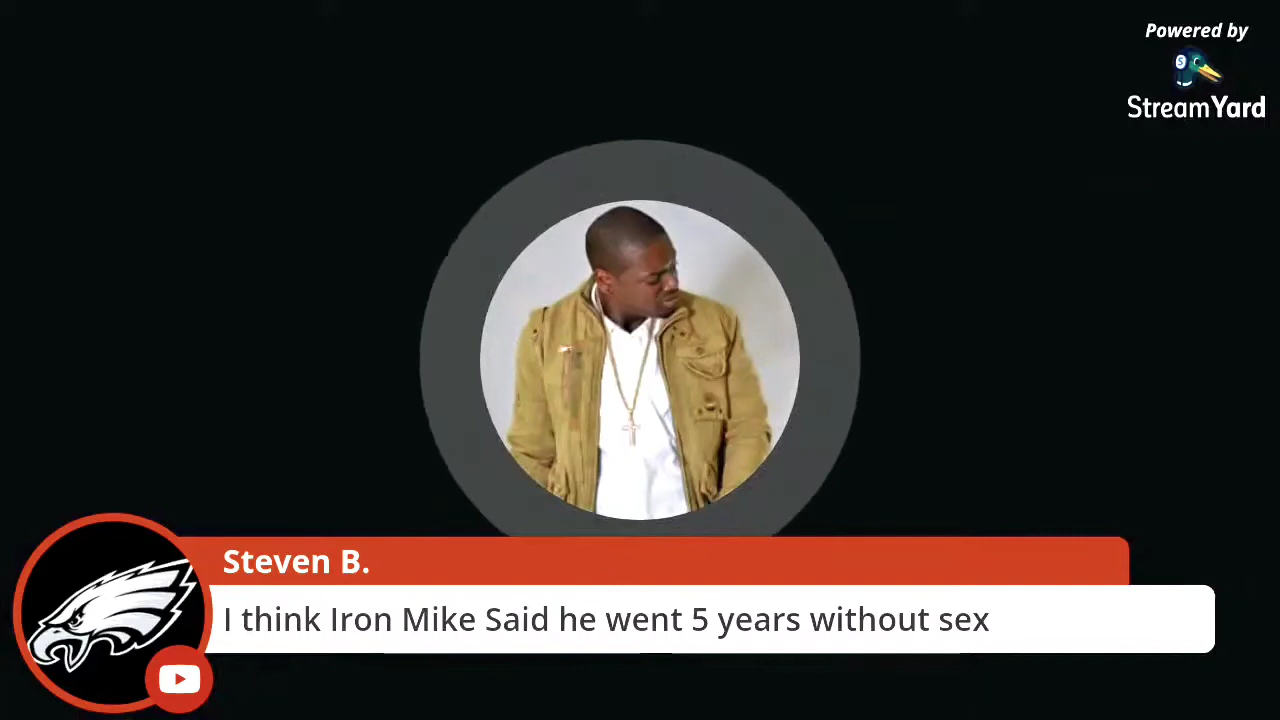 Powered by
S
StreamYard
Steven B.
I think Iron Mike Said he went 5 years without sex